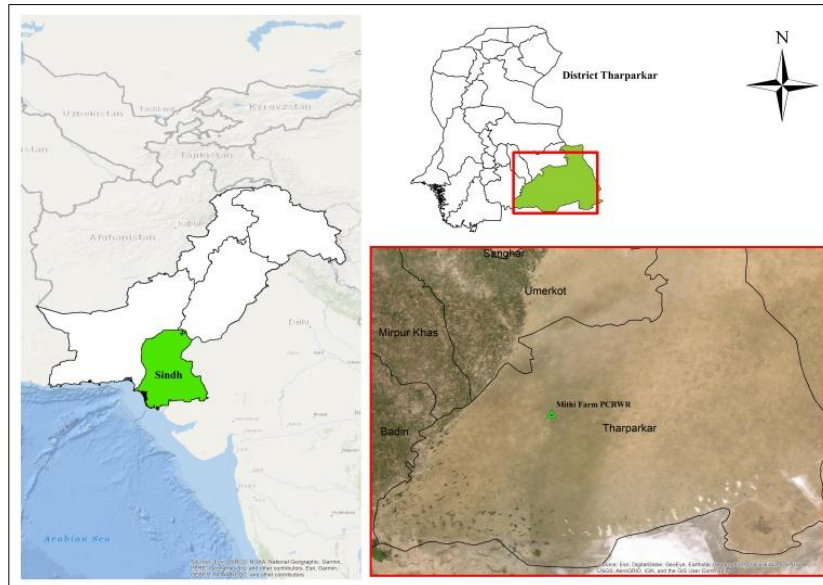 District Tharparkar
N
Uzbekistan
Kyrgyzstan
Tajikistan
Afghanistan
Kabul
Delhi
Sindh
Arabian Sea
Sanghar
Umerkot
Mirpur Khas
Mithi Farm PCRWR
Badin
Tharparkar